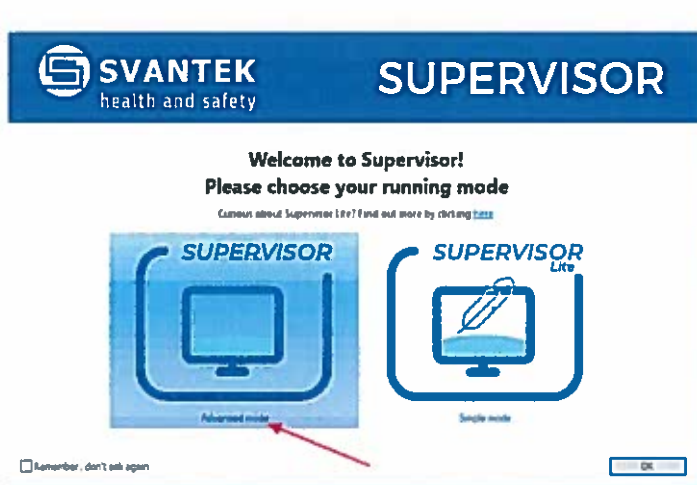 SVANTEK
health and safety
SUPERVISOR
Welcome to Supervisor!
Please choose your running mode
Curious about Supervisor Lite? Find out more by clicking here
SUPERVISOR
Advanced mode
SUPERVISOR
Lite
Simple mode
Remember, don't ask again
OK